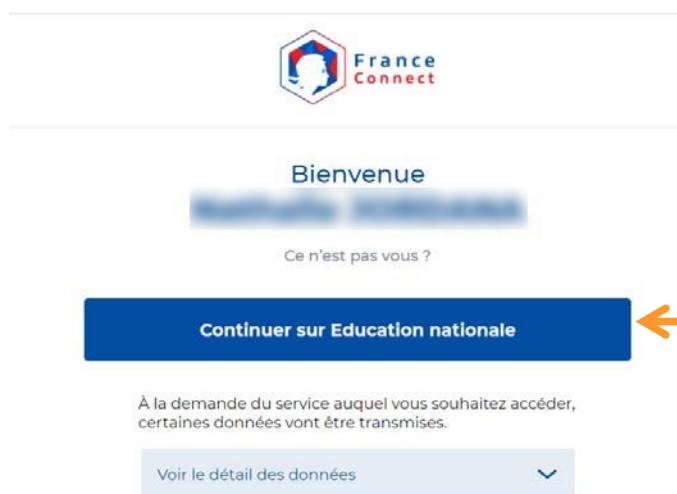 France
Connect
Bienvenue
Ce n'est pas vous ?
Continuer sur Education nationale
À la demande du service auquel vous souhaitez accéder,
certaines données vont être transmises.
Voir le détail des données